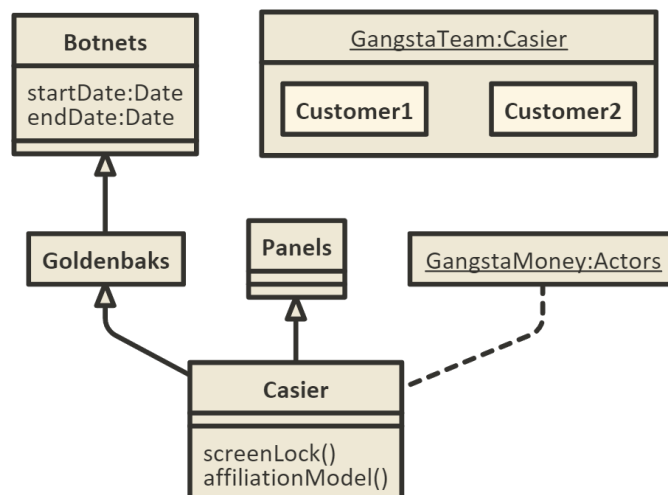 Botnets
startDate:Date
endDate:Date
GangstaTeam:Casier
Customer1
Customer2
Goldenbaks
Panels
GangstaMoney:Actors
Casier
screenLock()
affiliationModel()